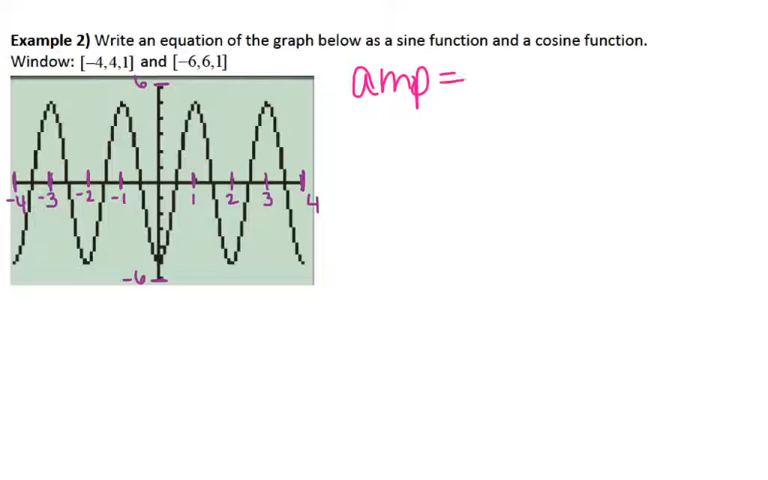 Example 2) Write an equation of the graph below as a sine function and a cosine function.
Window: [−4,4,1] and [−6,6,1]
amp =
6
-4 -3 -2 -1 1 2 3 4
-6